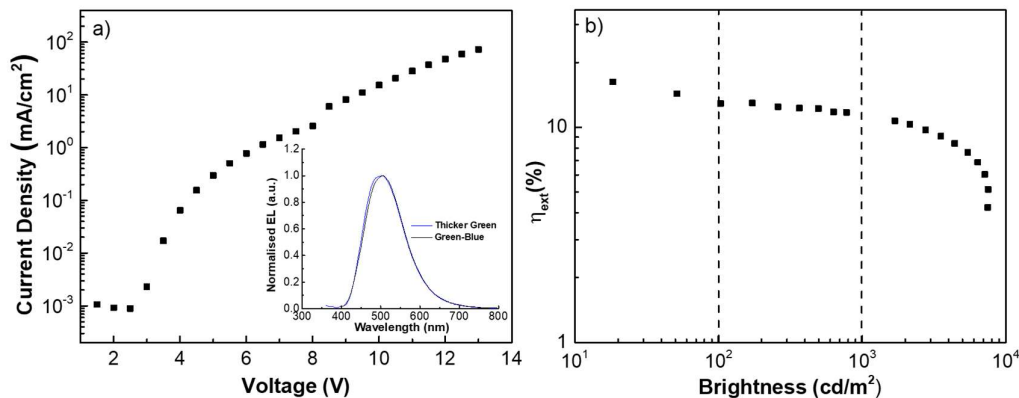 a)
Current Density (mA/cm²)
10²
10¹
10⁰
10⁻¹
10⁻²
10⁻³
2 4 6 8 10 12 14
Voltage (V)
Normalised EL (a.u.)
1.2
1.0
0.8
0.6
0.4
0.2
0.0
300 400 500 600 700 800
Wavelength (nm)
Thicker Green
Green-Blue
b)
ηext(%)
10
1
10¹ 10² 10³ 10⁴
Brightness (cd/m²)